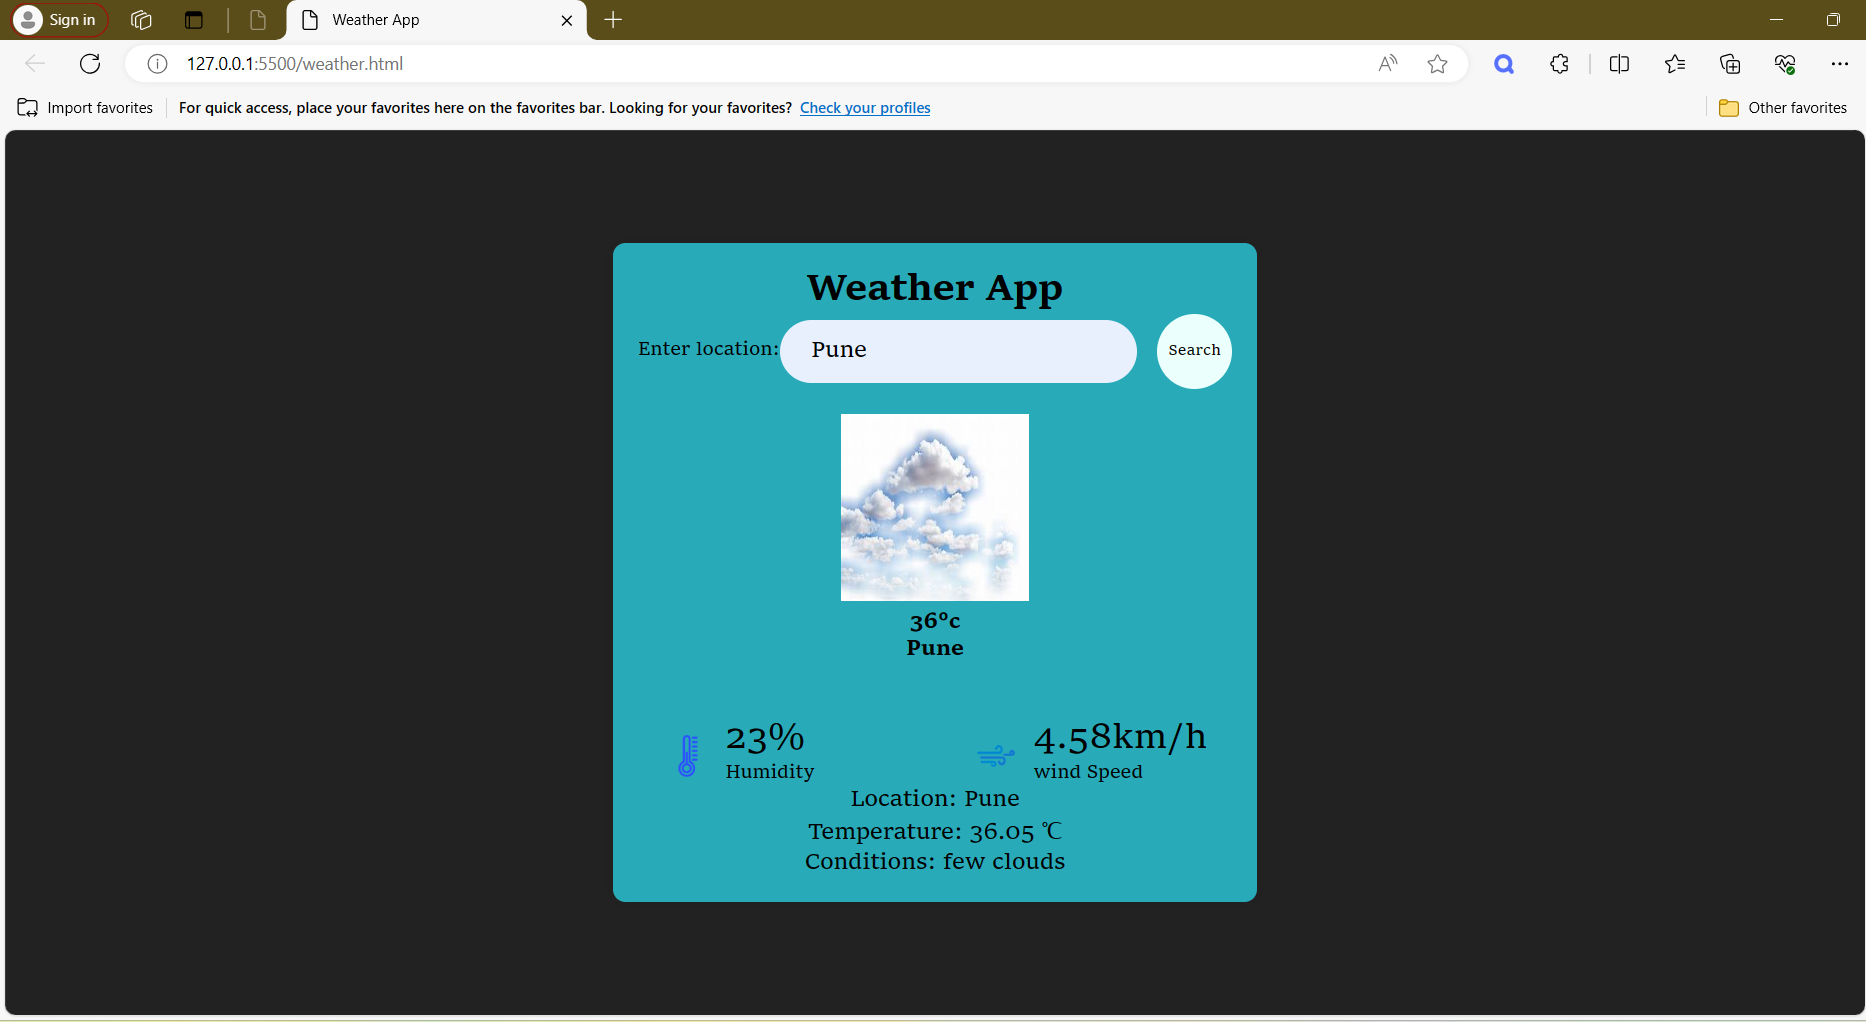 Sign in
Weather App
127.0.0.1:5500/weather.html
Import favorites
For quick access, place your favorites here on the favorites bar. Looking for your favorites? Check your profiles
Other favorites
Weather App
Enter location: Pune Search
36°c
Pune
23% 4.58km/h
Humidity wind Speed
Location: Pune
Temperature: 36.05 ℃
Conditions: few clouds